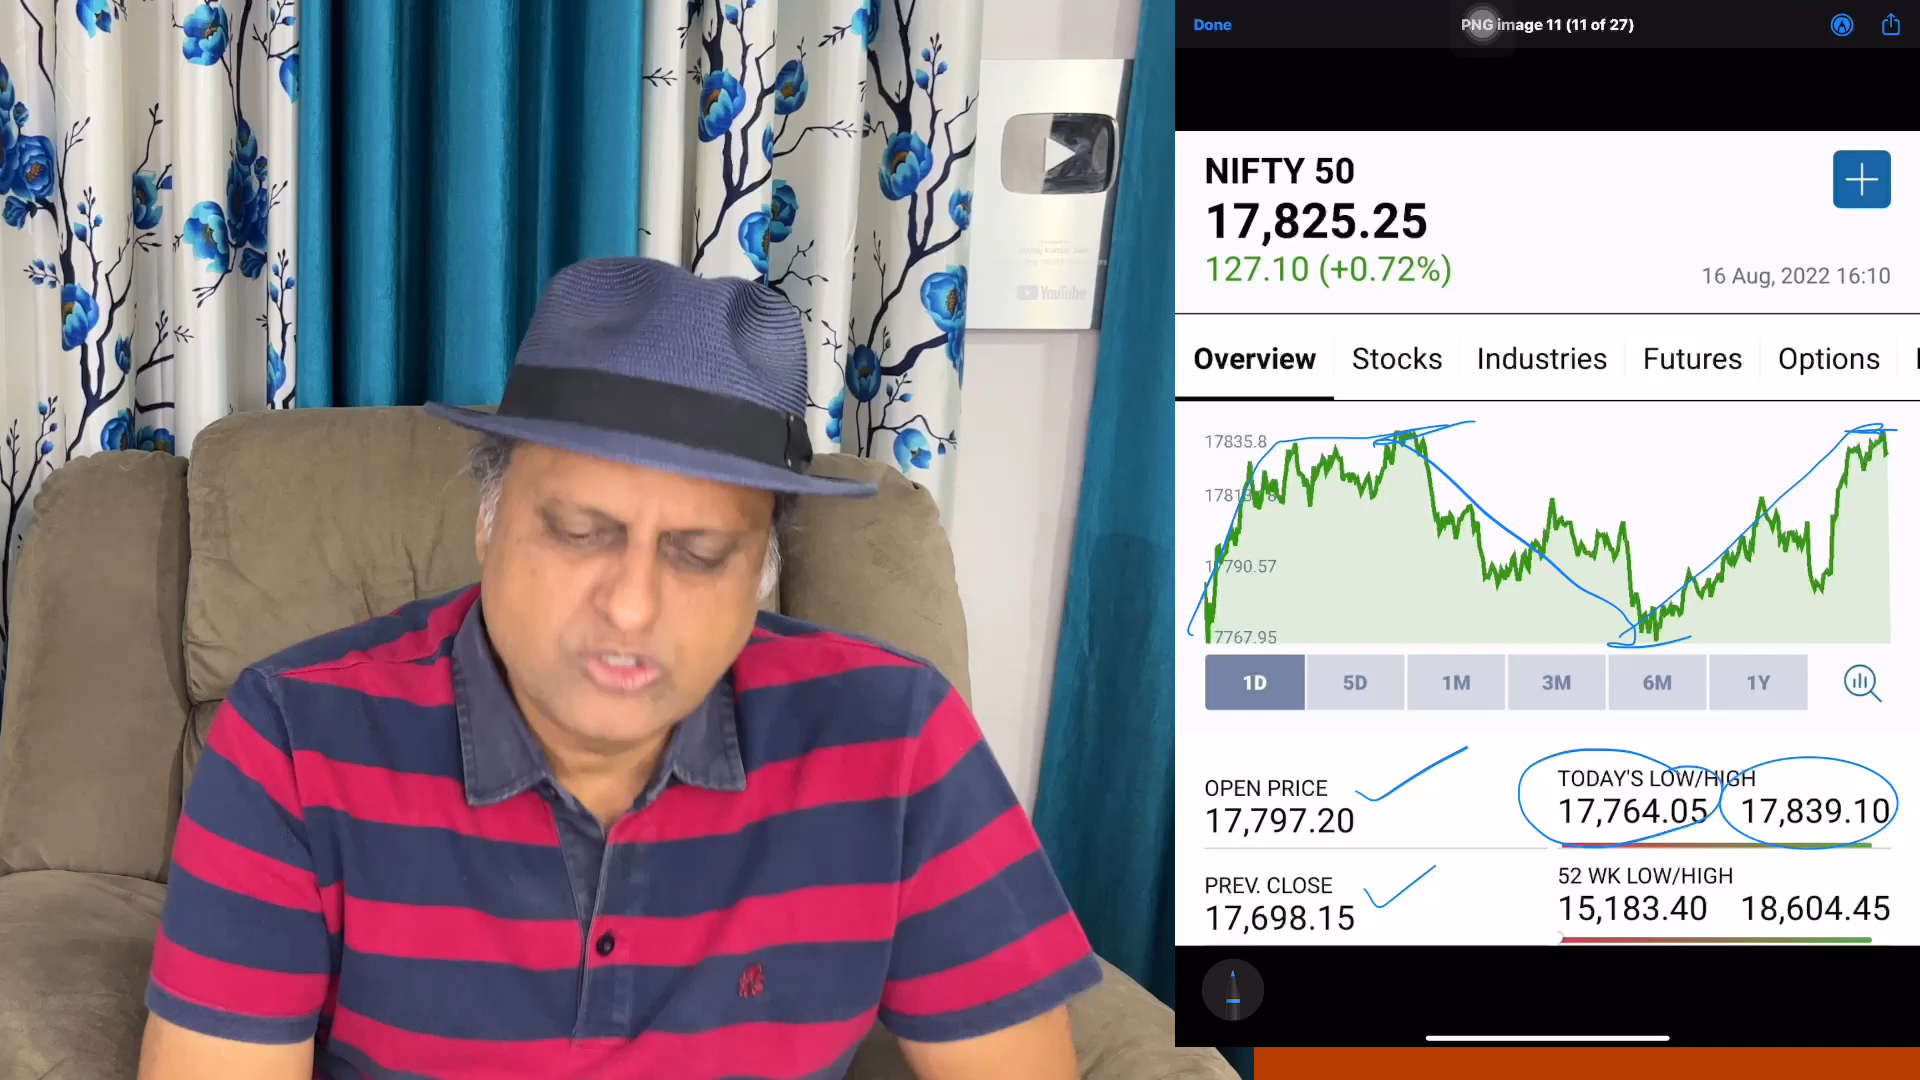 Done
PNG image 11 (11 of 27)
NIFTY 50
17,825.25
127.10 (+0.72%)
16 Aug, 2022 16:10
Overview Stocks Industries Futures Options
17835.8
17790.57
7767.95
1D 5D 1M 3M 6M 1Y
OPEN PRICE
17,797.20
TODAY'S LOW/HIGH
17,764.05 17,839.10
PREV. CLOSE
17,698.15
52 WK LOW/HIGH
15,183.40 18,604.45
YouTube